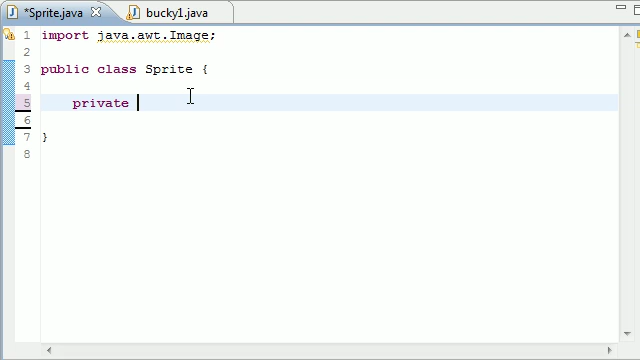 *Sprite.java bucky1.java
1 import java.awt.Image;
2
3 public class Sprite {
4
5 private
6
7 }
8